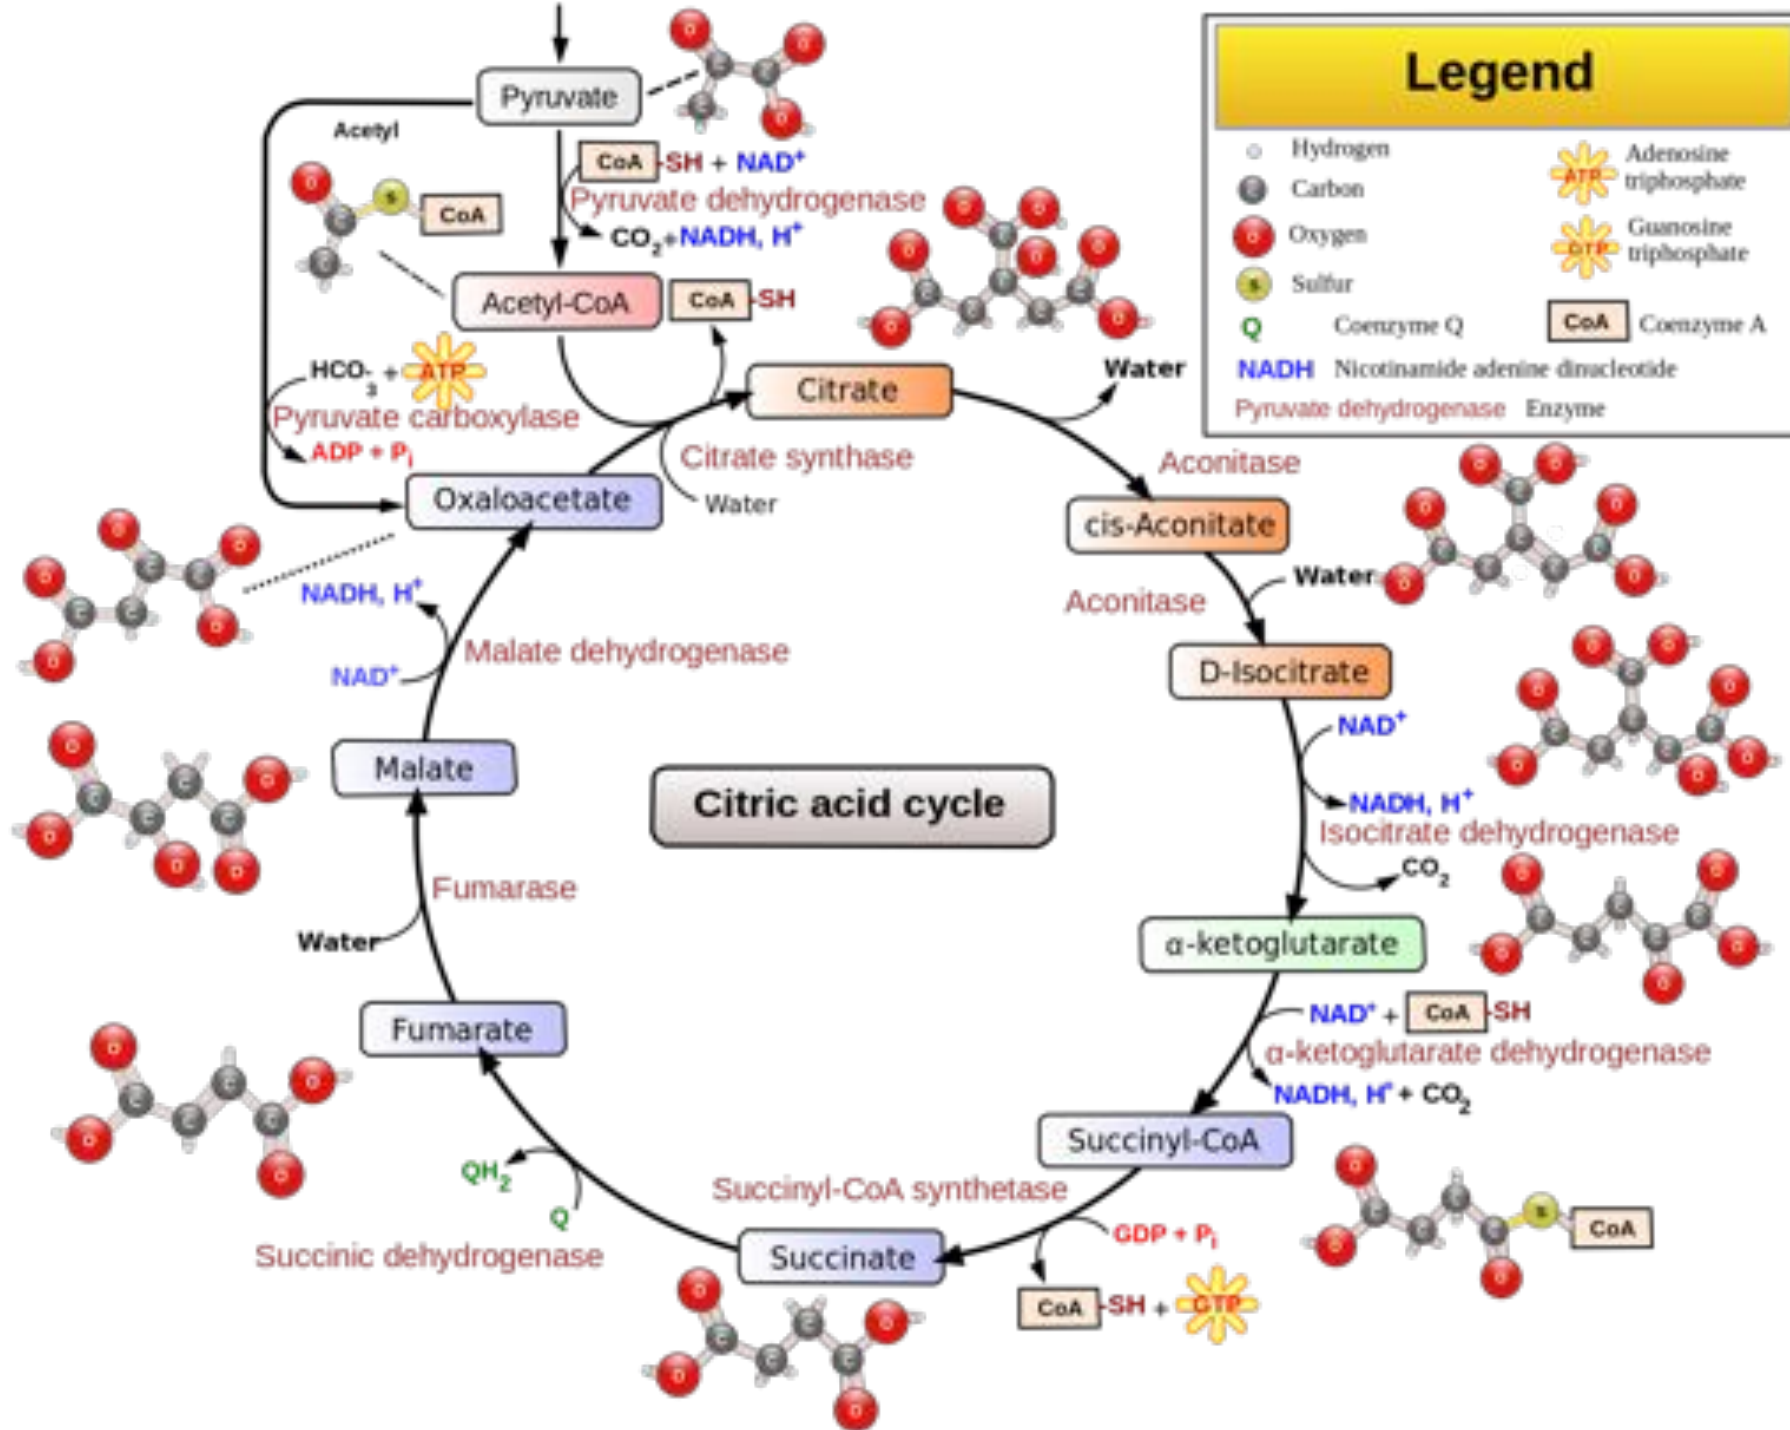 Pyruvate
Acetyl
CoA -SH + NAD+
Pyruvate dehydrogenase
CO2+NADH, H+
S CoA
Acetyl-CoA
CoA -SH
HCO3- + ATP
Pyruvate carboxylase
ADP + Pi
Citrate
Water
Citrate synthase
Water
Oxaloacetate
Aconitase
cis-Aconitate
Water
Aconitase
D-Isocitrate
NAD+
NADH, H+
Isocitrate dehydrogenase
CO2
α-ketoglutarate
NAD+ + CoA -SH
α-ketoglutarate dehydrogenase
NADH, H+ + CO2
Succinyl-CoA
S CoA
Succinyl-CoA synthetase
GDP + Pi
CoA -SH + GTP
Succinate
QH2
Q
Succinic dehydrogenase
Fumarate
Water
Fumarase
Malate
NAD+
NADH, H+
Malate dehydrogenase
Citric acid cycle
Legend
Hydrogen
C Carbon
O Oxygen
S Sulfur
Q Coenzyme Q
ATP Adenosine
triphosphate
GTP Guanosine
triphosphate
CoA Coenzyme A
NADH Nicotinamide adenine dinucleotide
Pyruvate dehydrogenase Enzyme